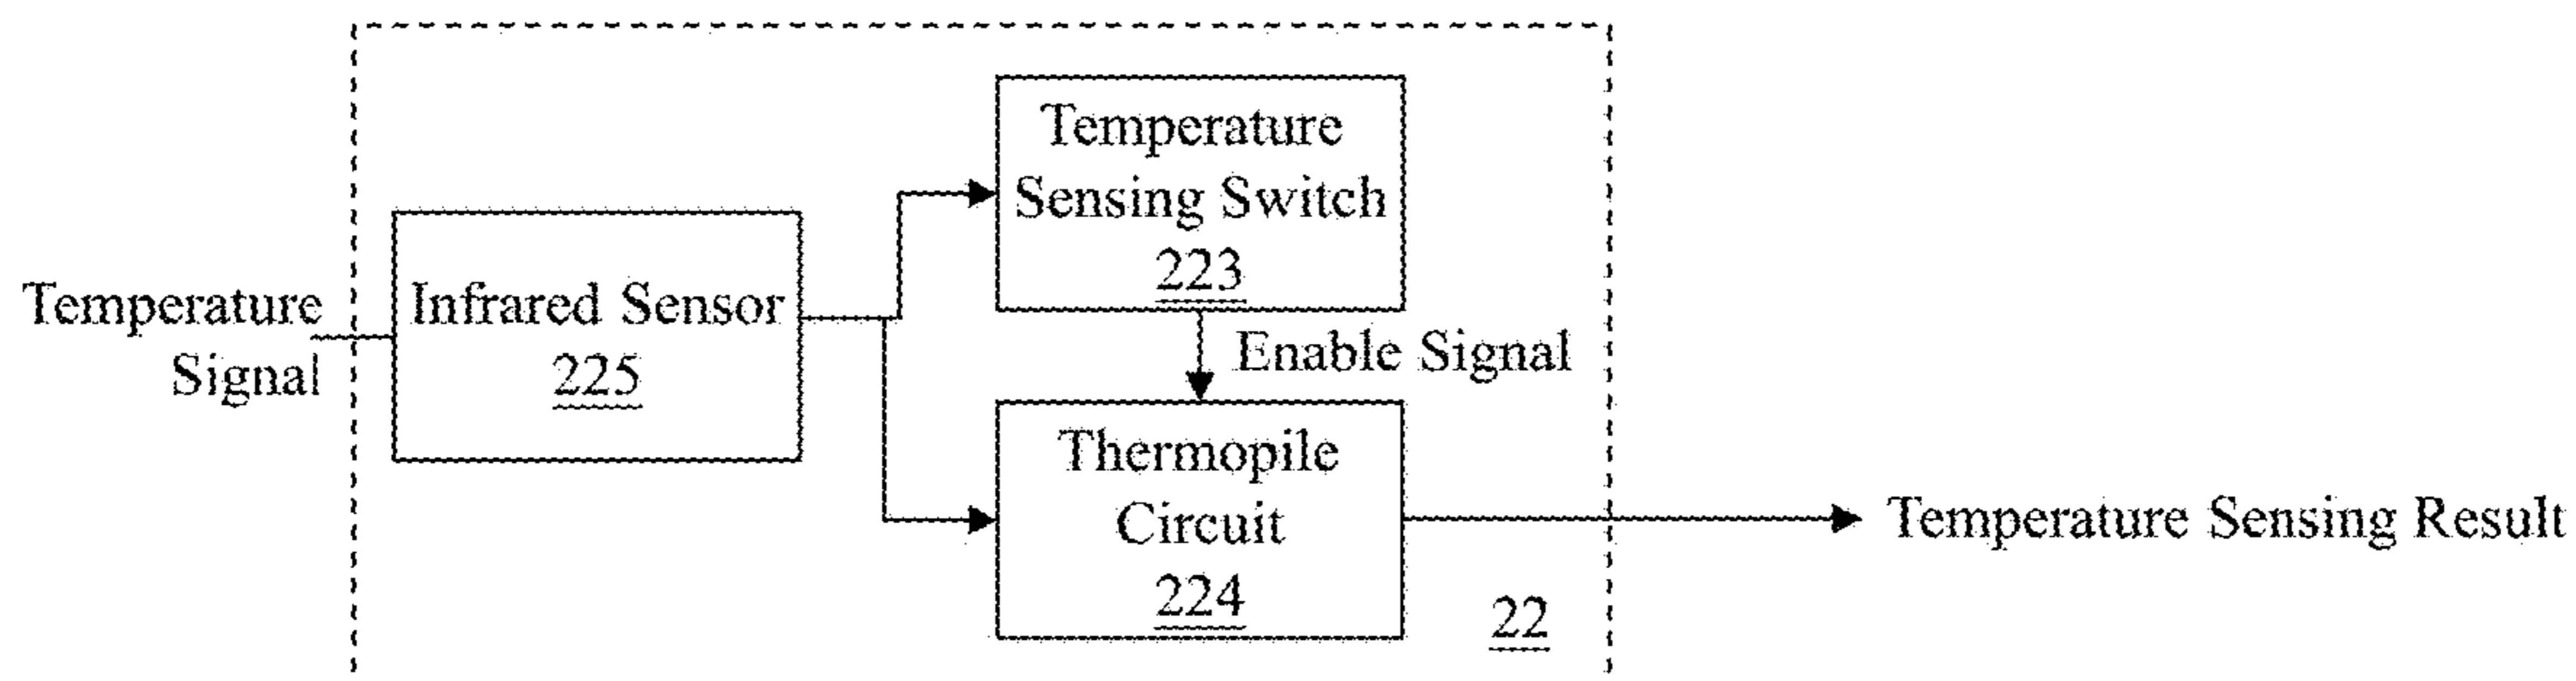 Temperature
Signal
Infrared Sensor
225
Temperature
Sensing Switch
223
Enable Signal
Thermopile
Circuit
224
22
Temperature Sensing Result